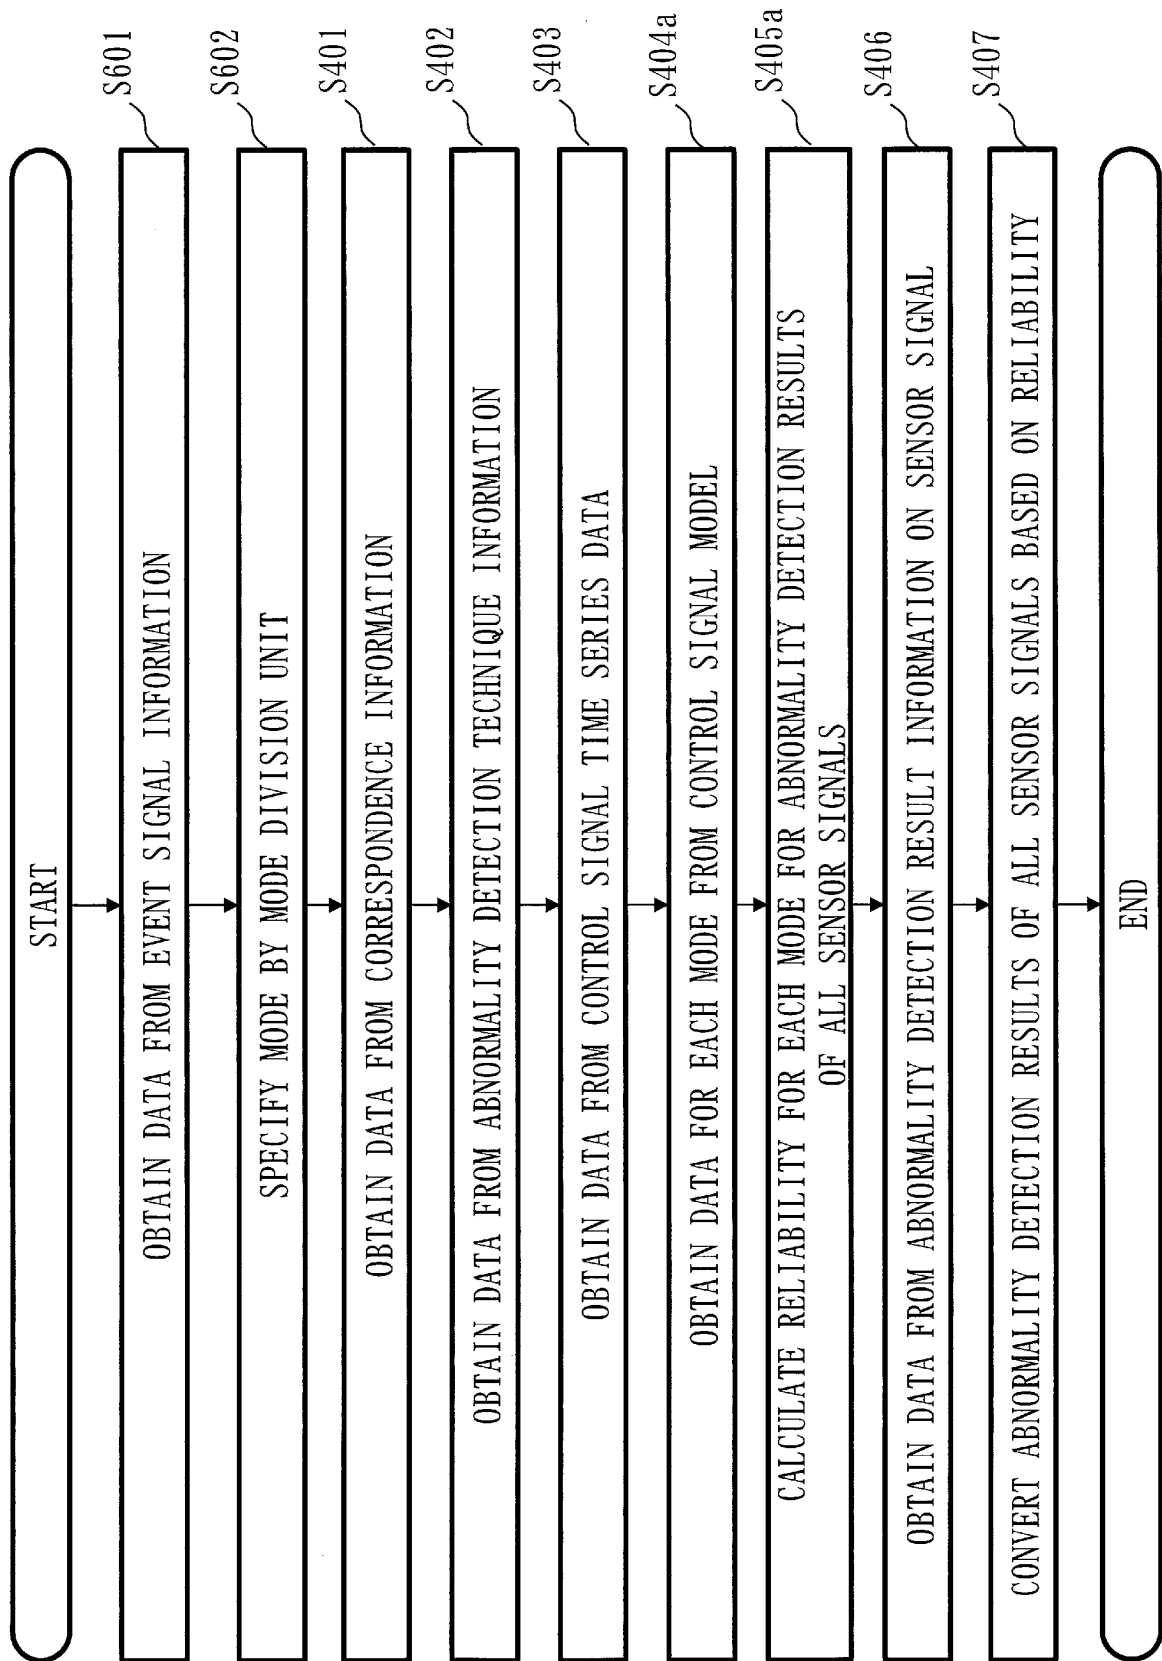 START
OBTAIN DATA FROM EVENT SIGNAL INFORMATION
S601
SPECIFY MODE BY MODE DIVISION UNIT
S602
OBTAIN DATA FROM CORRESPONDENCE INFORMATION
S401
OBTAIN DATA FROM ABNORMALITY DETECTION TECHNIQUE INFORMATION
S402
OBTAIN DATA FROM CONTROL SIGNAL TIME SERIES DATA
S403
OBTAIN DATA FOR EACH MODE FROM CONTROL SIGNAL MODEL
S404a
CALCULATE RELIABILITY FOR EACH MODE FOR ABNORMALITY DETECTION RESULTS
OF ALL SENSOR SIGNALS
S405a
OBTAIN DATA FROM ABNORMALITY DETECTION RESULT INFORMATION ON SENSOR SIGNAL
S406
CONVERT ABNORMALITY DETECTION RESULTS OF ALL SENSOR SIGNALS BASED ON RELIABILITY
S407
END